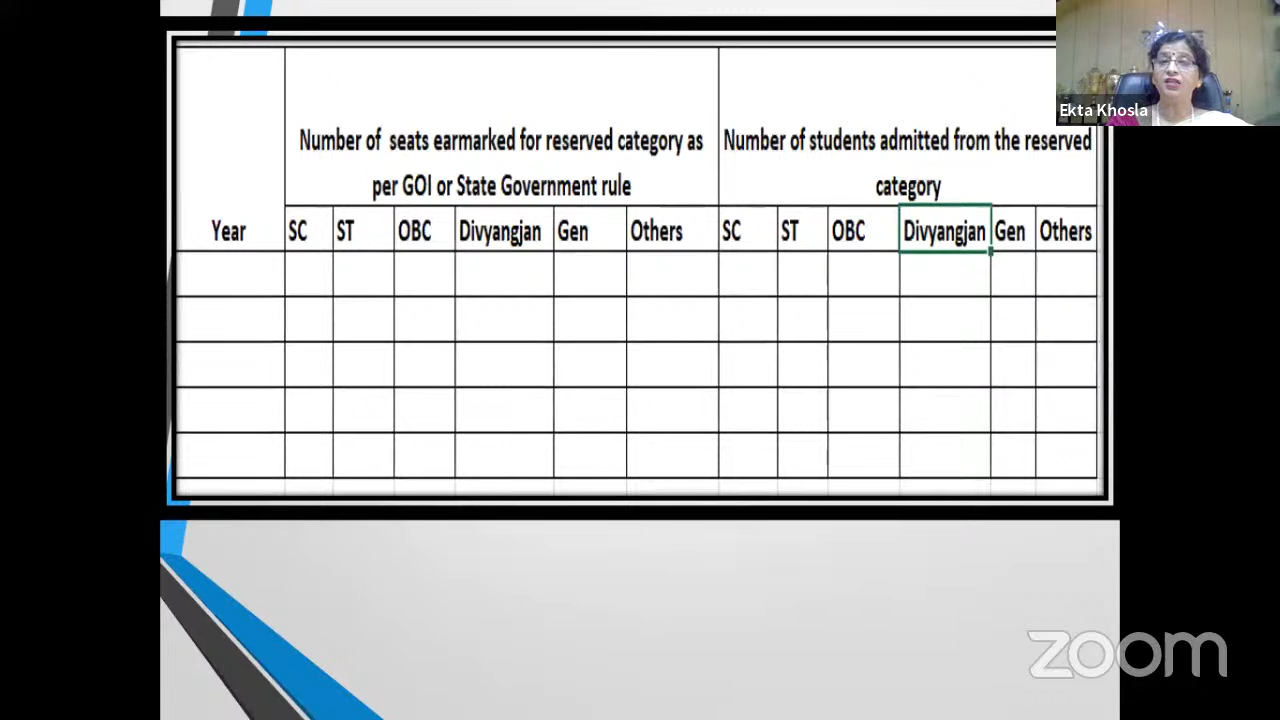 Number of seats earmarked for reserved category as
per GOI or State Government rule
Number of students admitted from the reserved
category
Year SC ST OBC Divyangjan Gen Others SC ST OBC Divyangjan Gen Others
Ekta Khosla
zoom